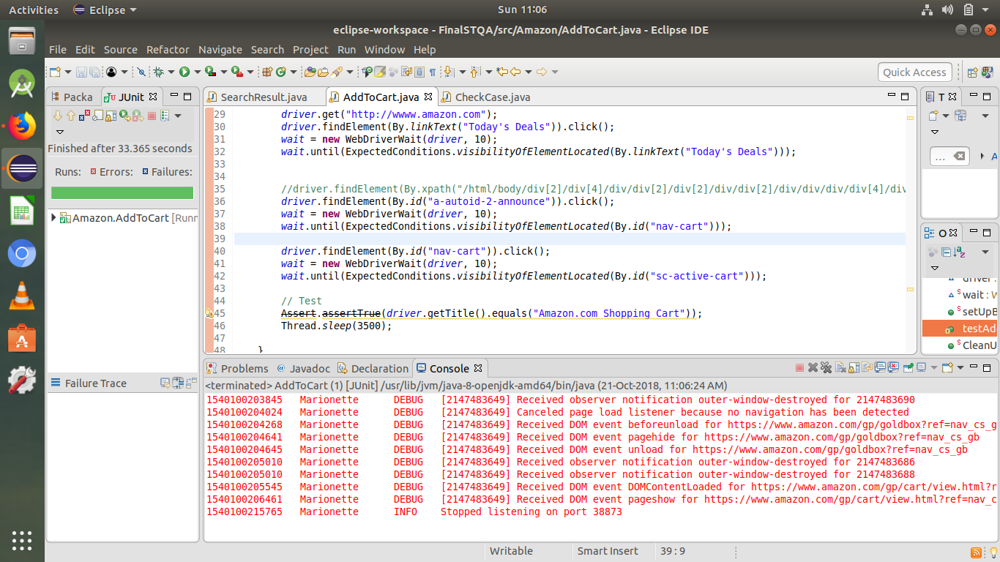 Activities Eclipse Sun 11:06
eclipse-workspace - FinalSTQA/src/Amazon/AddToCart.java - Eclipse IDE
File Edit Source Refactor Navigate Search Project Run Window Help
Quick Access
Packa JUnit
Finished after 33.365 seconds
Runs: Errors: Failures:
Amazon.AddToCart [Runn
Failure Trace
SearchResult.java AddToCart.java CheckCase.java
29 driver.get("http://wwww.amazon.com");
30 driver.findElement(By.linkText("Today's Deals")).click();
31 wait = new WebDriverWait(driver, 10);
32 wait.until(ExpectedConditions.visibilityOfElementLocated(By.linkText("Today's Deals")));
33
34
35 //driver.findElement(By.xpath("/html/body/div[2]/div[4]/div/div[2]/div[2]/div/div[2]/div/div/div/div[4]/div
36 driver.findElement(By.id("a-autoid-2-announce")).click();
37 wait = new WebDriverWait(driver, 10);
38 wait.until(ExpectedConditions.visibilityOfElementLocated(By.id("nav-cart")));
39
40 driver.findElement(By.id("nav-cart")).click();
41 wait = new WebDriverWait(driver, 10);
42 wait.until(ExpectedConditions.visibilityOfElementLocated(By.id("sc-active-cart")));
43
44 // Test
45 Assert.assertTrue(driver.getTitle().equals("Amazon.com Shopping Cart"));
46 Thread.sleep(3500);
47
48 }
T
...
A
O
driver :
wait : W
setUpB
testAd
CleanU
Problems Javadoc Declaration Console
<terminated> AddToCart (1) [JUnit] /usr/lib/jvm/java-8-openjdk-amd64/bin/java (21-Oct-2018, 11:06:24 AM)
1540100203845 Marionette DEBUG [2147483649] Received observer notification outer-window-destroyed for 2147483690
1540100204024 Marionette DEBUG [2147483649] Canceled page load listener because no navigation has been detected
1540100204268 Marionette DEBUG [2147483649] Received DOM event beforeunload for https://www.amazon.com/gp/goldbox?ref=nav_cs_g
1540100204641 Marionette DEBUG [2147483649] Received DOM event pagehide for https://www.amazon.com/gp/goldbox?ref=nav_cs_gb
1540100204645 Marionette DEBUG [2147483649] Received DOM event unload for https://www.amazon.com/gp/goldbox?ref=nav_cs_gb
1540100205010 Marionette DEBUG [2147483649] Received observer notification outer-window-destroyed for 2147483686
1540100205010 Marionette DEBUG [2147483649] Received observer notification outer-window-destroyed for 2147483688
1540100205545 Marionette DEBUG [2147483649] Received DOM event DOMContentLoaded for https://www.amazon.com/gp/cart/view.html?r
1540100206461 Marionette DEBUG [2147483649] Received DOM event pageshow for https://www.amazon.com/gp/cart/view.html?ref=nav_c
1540100215765 Marionette INFO Stopped listening on port 38873
Writable Smart Insert 39 : 9